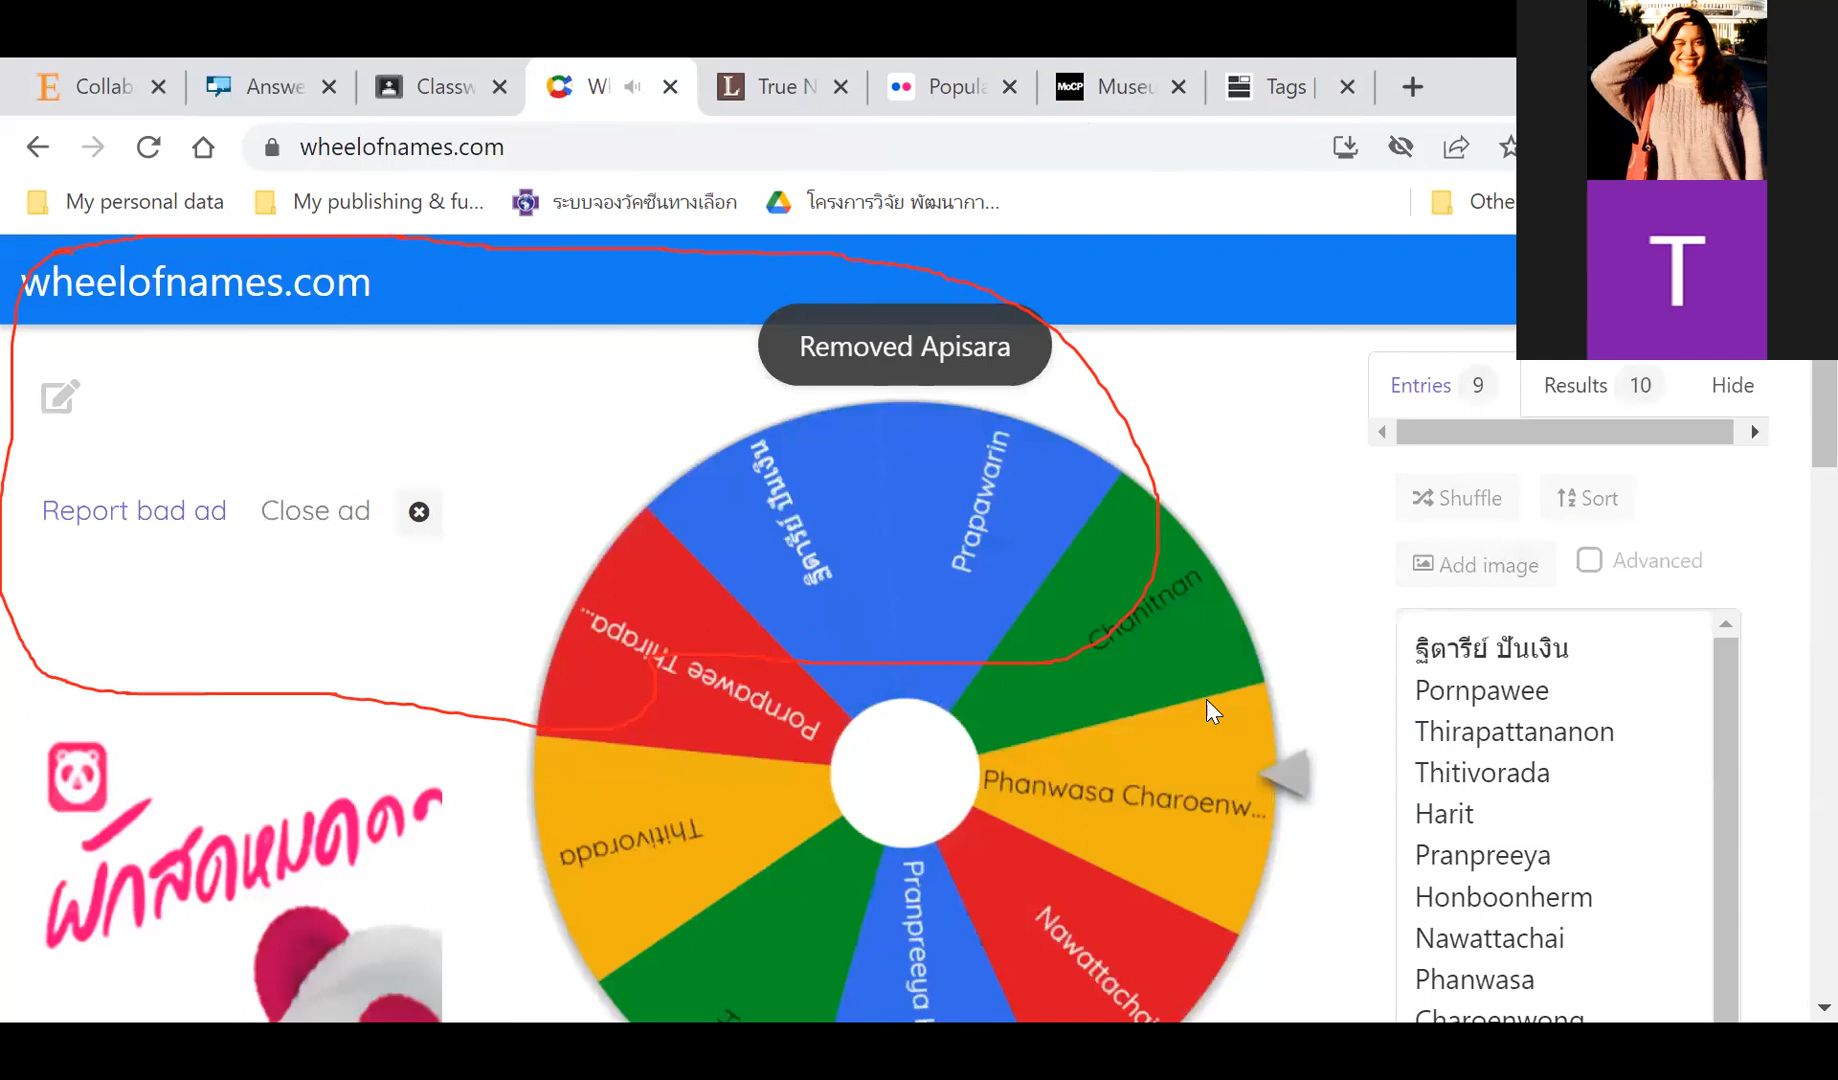 Collab
Answe
Classw
W
True N
Popula
MoCP
Museu
Tags |
wheelofnames.com
My personal data
My publishing & fu...
ระบบจองวัคซีนทางเลือก
โครงการวิจัย พัฒนากา...
Othe
T
wheelofnames.com
Removed Apisara
Entries 9
Results 10
Hide
Report bad ad
Close ad
Shuffle
Sort
Add image
Advanced
ฐิตารีย์ ปันเงิน
Prapawarin
Chanitnan
Phanwasa Charoenw...
Nawattachai
Pranpreeya
Thitivorada
Pornpawee Thirapa...
ฐิตารีย์ ปันเงิน
Pornpawee
Thirapattananon
Thitivorada
Harit
Pranpreeya
Honboonherm
Nawattachai
Phanwasa
Charoenwong
ผักสดหมดดด